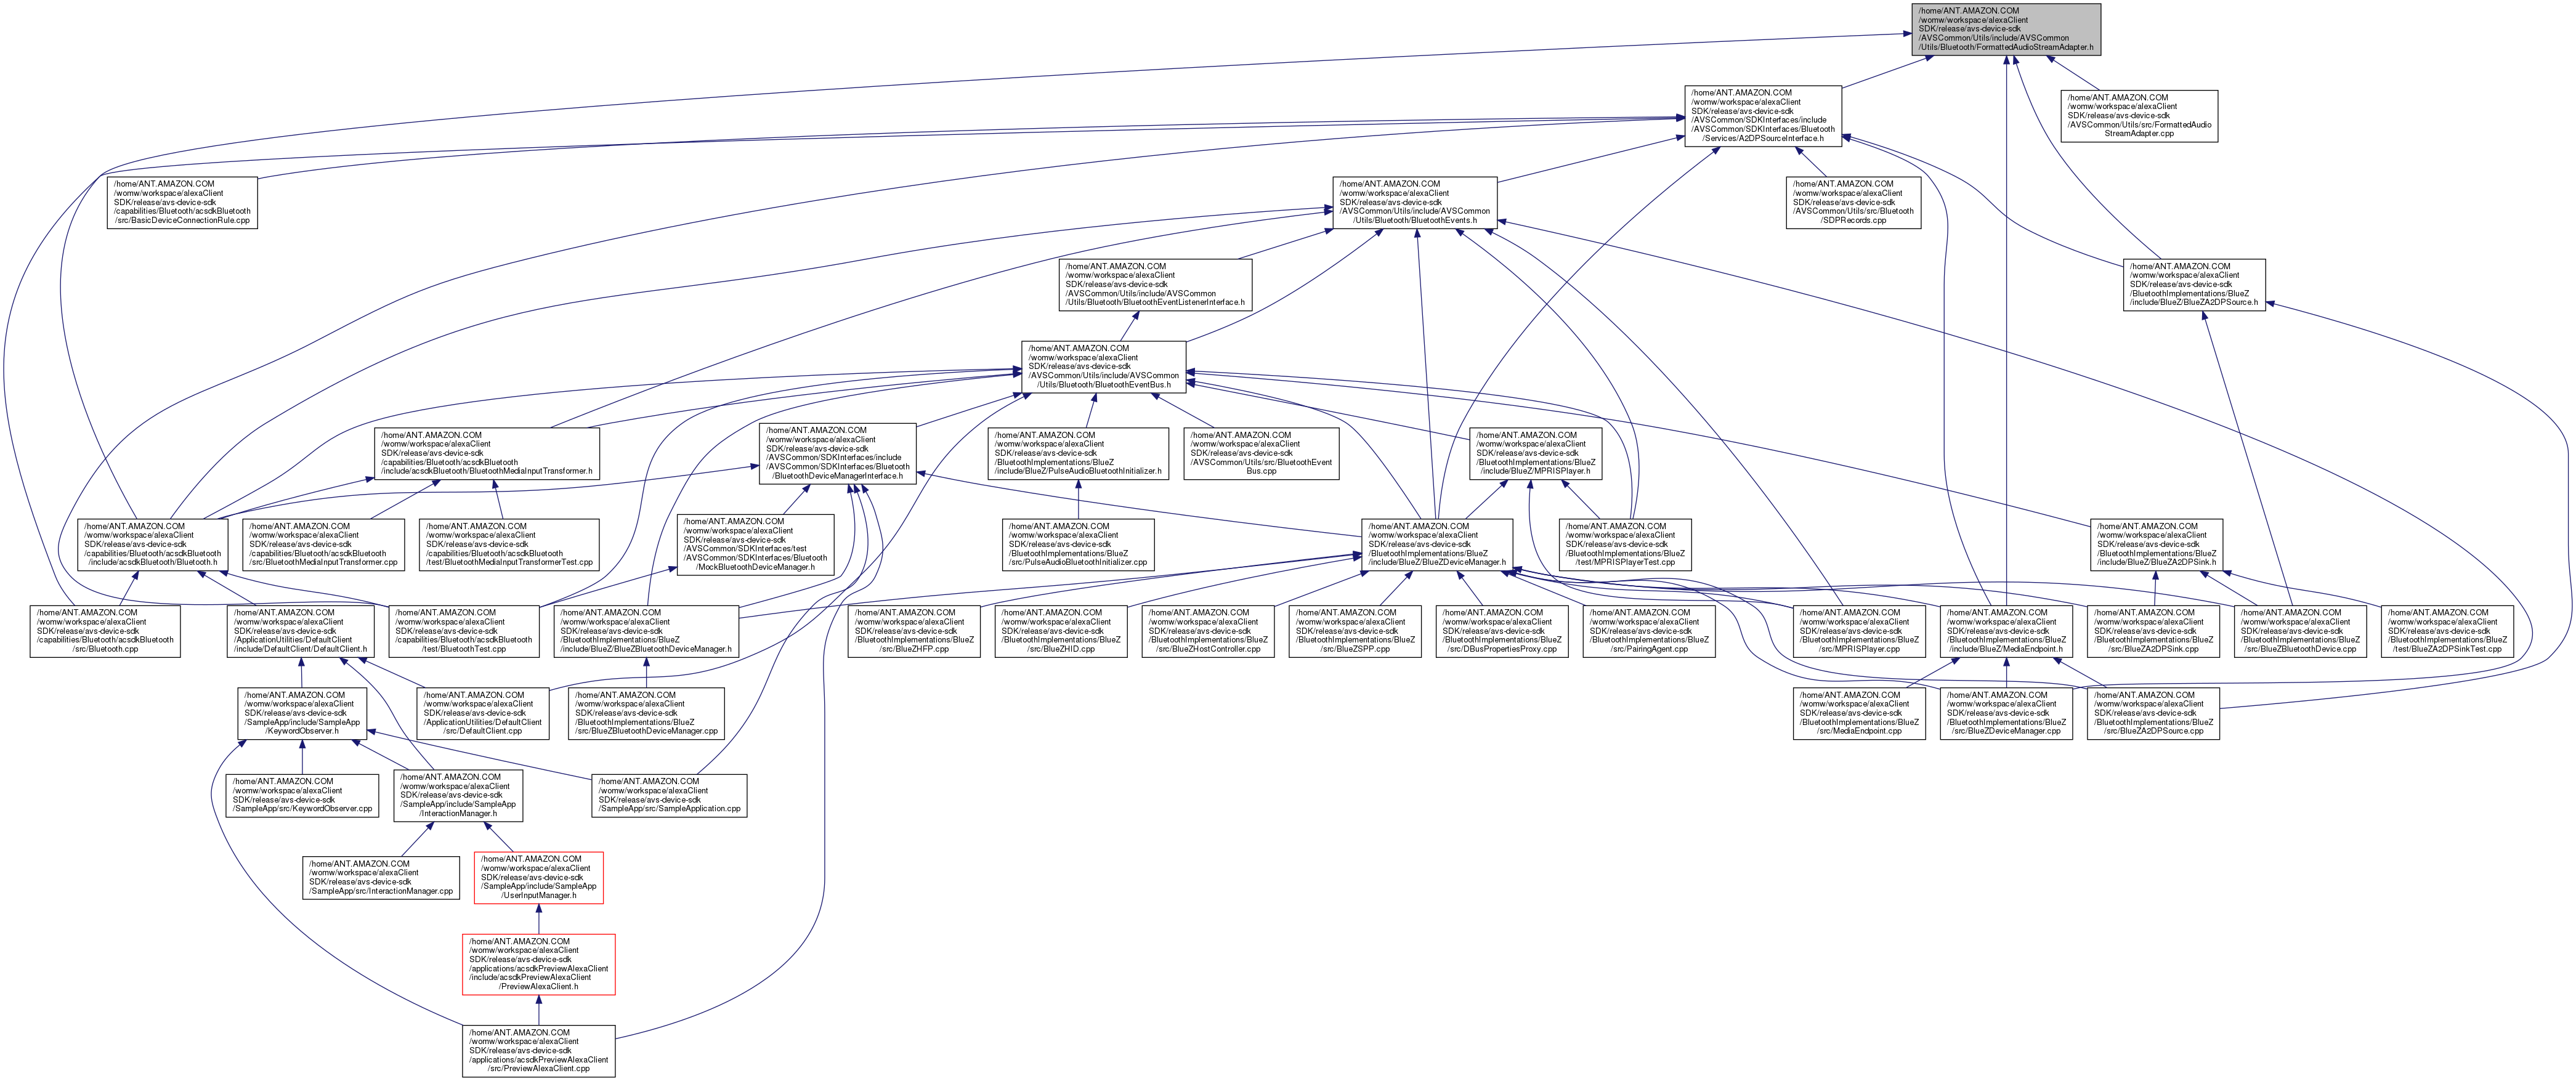 /home/ANT.AMAZON.COM
/womw/workspace/alexaClient
SDK/release/avs-device-sdk
/AVSCommon/Utils/include/AVSCommon
/Utils/Bluetooth/FormattedAudioStreamAdapter.h
/home/ANT.AMAZON.COM
/womw/workspace/alexaClient
SDK/release/avs-device-sdk
/AVSCommon/SDKInterfaces/include
/AVSCommon/SDKInterfaces/Bluetooth
/Services/A2DPSourceInterface.h
/home/ANT.AMAZON.COM
/womw/workspace/alexaClient
SDK/release/avs-device-sdk
/AVSCommon/Utils/src/FormattedAudio
StreamAdapter.cpp
/home/ANT.AMAZON.COM
/womw/workspace/alexaClient
SDK/release/avs-device-sdk
/capabilities/Bluetooth/acsdkBluetooth
/src/BasicDeviceConnectionRule.cpp
/home/ANT.AMAZON.COM
/womw/workspace/alexaClient
SDK/release/avs-device-sdk
/AVSCommon/Utils/include/AVSCommon
/Utils/Bluetooth/BluetoothEvents.h
/home/ANT.AMAZON.COM
/womw/workspace/alexaClient
SDK/release/avs-device-sdk
/AVSCommon/Utils/src/Bluetooth
/SDPRecords.cpp
/home/ANT.AMAZON.COM
/womw/workspace/alexaClient
SDK/release/avs-device-sdk
/AVSCommon/Utils/include/AVSCommon
/Utils/Bluetooth/BluetoothEventListenerInterface.h
/home/ANT.AMAZON.COM
/womw/workspace/alexaClient
SDK/release/avs-device-sdk
/BluetoothImplementations/BlueZ
/include/BlueZ/BlueZA2DPSource.h
/home/ANT.AMAZON.COM
/womw/workspace/alexaClient
SDK/release/avs-device-sdk
/AVSCommon/Utils/include/AVSCommon
/Utils/Bluetooth/BluetoothEventBus.h
/home/ANT.AMAZON.COM
/womw/workspace/alexaClient
SDK/release/avs-device-sdk
/capabilities/Bluetooth/acsdkBluetooth
/include/acsdkBluetooth/BluetoothMediaInputTransformer.h
/home/ANT.AMAZON.COM
/womw/workspace/alexaClient
SDK/release/avs-device-sdk
/AVSCommon/SDKInterfaces/include
/AVSCommon/SDKInterfaces/Bluetooth
/BluetoothDeviceManagerInterface.h
/home/ANT.AMAZON.COM
/womw/workspace/alexaClient
SDK/release/avs-device-sdk
/BluetoothImplementations/BlueZ
/include/BlueZ/PulseAudioBluetoothInitializer.h
/home/ANT.AMAZON.COM
/womw/workspace/alexaClient
SDK/release/avs-device-sdk
/AVSCommon/Utils/src/BluetoothEvent
Bus.cpp
/home/ANT.AMAZON.COM
/womw/workspace/alexaClient
SDK/release/avs-device-sdk
/BluetoothImplementations/BlueZ
/include/BlueZ/MPRISPlayer.h
/home/ANT.AMAZON.COM
/womw/workspace/alexaClient
SDK/release/avs-device-sdk
/capabilities/Bluetooth/acsdkBluetooth
/include/acsdkBluetooth/Bluetooth.h
/home/ANT.AMAZON.COM
/womw/workspace/alexaClient
SDK/release/avs-device-sdk
/capabilities/Bluetooth/acsdkBluetooth
/src/BluetoothMediaInputTransformer.cpp
/home/ANT.AMAZON.COM
/womw/workspace/alexaClient
SDK/release/avs-device-sdk
/capabilities/Bluetooth/acsdkBluetooth
/test/BluetoothMediaInputTransformerTest.cpp
/home/ANT.AMAZON.COM
/womw/workspace/alexaClient
SDK/release/avs-device-sdk
/AVSCommon/SDKInterfaces/test
/AVSCommon/SDKInterfaces/Bluetooth
/MockBluetoothDeviceManager.h
/home/ANT.AMAZON.COM
/womw/workspace/alexaClient
SDK/release/avs-device-sdk
/BluetoothImplementations/BlueZ
/src/PulseAudioBluetoothInitializer.cpp
/home/ANT.AMAZON.COM
/womw/workspace/alexaClient
SDK/release/avs-device-sdk
/BluetoothImplementations/BlueZ
/include/BlueZ/BlueZDeviceManager.h
/home/ANT.AMAZON.COM
/womw/workspace/alexaClient
SDK/release/avs-device-sdk
/BluetoothImplementations/BlueZ
/test/MPRISPlayerTest.cpp
/home/ANT.AMAZON.COM
/womw/workspace/alexaClient
SDK/release/avs-device-sdk
/BluetoothImplementations/BlueZ
/include/BlueZ/BlueZA2DPSink.h
/home/ANT.AMAZON.COM
/womw/workspace/alexaClient
SDK/release/avs-device-sdk
/capabilities/Bluetooth/acsdkBluetooth
/src/Bluetooth.cpp
/home/ANT.AMAZON.COM
/womw/workspace/alexaClient
SDK/release/avs-device-sdk
/ApplicationUtilities/DefaultClient
/include/DefaultClient/DefaultClient.h
/home/ANT.AMAZON.COM
/womw/workspace/alexaClient
SDK/release/avs-device-sdk
/capabilities/Bluetooth/acsdkBluetooth
/test/BluetoothTest.cpp
/home/ANT.AMAZON.COM
/womw/workspace/alexaClient
SDK/release/avs-device-sdk
/BluetoothImplementations/BlueZ
/include/BlueZ/BlueZBluetoothDeviceManager.h
/home/ANT.AMAZON.COM
/womw/workspace/alexaClient
SDK/release/avs-device-sdk
/BluetoothImplementations/BlueZ
/src/BlueZHFP.cpp
/home/ANT.AMAZON.COM
/womw/workspace/alexaClient
SDK/release/avs-device-sdk
/BluetoothImplementations/BlueZ
/src/BlueZHID.cpp
/home/ANT.AMAZON.COM
/womw/workspace/alexaClient
SDK/release/avs-device-sdk
/BluetoothImplementations/BlueZ
/src/BlueZHostController.cpp
/home/ANT.AMAZON.COM
/womw/workspace/alexaClient
SDK/release/avs-device-sdk
/BluetoothImplementations/BlueZ
/src/BlueZSPP.cpp
/home/ANT.AMAZON.COM
/womw/workspace/alexaClient
SDK/release/avs-device-sdk
/BluetoothImplementations/BlueZ
/src/DBusPropertiesProxy.cpp
/home/ANT.AMAZON.COM
/womw/workspace/alexaClient
SDK/release/avs-device-sdk
/BluetoothImplementations/BlueZ
/src/PairingAgent.cpp
/home/ANT.AMAZON.COM
/womw/workspace/alexaClient
SDK/release/avs-device-sdk
/BluetoothImplementations/BlueZ
/src/MPRISPlayer.cpp
/home/ANT.AMAZON.COM
/womw/workspace/alexaClient
SDK/release/avs-device-sdk
/BluetoothImplementations/BlueZ
/include/BlueZ/MediaEndpoint.h
/home/ANT.AMAZON.COM
/womw/workspace/alexaClient
SDK/release/avs-device-sdk
/BluetoothImplementations/BlueZ
/src/BlueZA2DPSink.cpp
/home/ANT.AMAZON.COM
/womw/workspace/alexaClient
SDK/release/avs-device-sdk
/BluetoothImplementations/BlueZ
/src/BlueZBluetoothDevice.cpp
/home/ANT.AMAZON.COM
/womw/workspace/alexaClient
SDK/release/avs-device-sdk
/BluetoothImplementations/BlueZ
/test/BlueZA2DPSinkTest.cpp
/home/ANT.AMAZON.COM
/womw/workspace/alexaClient
SDK/release/avs-device-sdk
/SampleApp/include/SampleApp
/KeywordObserver.h
/home/ANT.AMAZON.COM
/womw/workspace/alexaClient
SDK/release/avs-device-sdk
/ApplicationUtilities/DefaultClient
/src/DefaultClient.cpp
/home/ANT.AMAZON.COM
/womw/workspace/alexaClient
SDK/release/avs-device-sdk
/BluetoothImplementations/BlueZ
/src/BlueZBluetoothDeviceManager.cpp
/home/ANT.AMAZON.COM
/womw/workspace/alexaClient
SDK/release/avs-device-sdk
/BluetoothImplementations/BlueZ
/src/MediaEndpoint.cpp
/home/ANT.AMAZON.COM
/womw/workspace/alexaClient
SDK/release/avs-device-sdk
/BluetoothImplementations/BlueZ
/src/BlueZDeviceManager.cpp
/home/ANT.AMAZON.COM
/womw/workspace/alexaClient
SDK/release/avs-device-sdk
/BluetoothImplementations/BlueZ
/src/BlueZA2DPSource.cpp
/home/ANT.AMAZON.COM
/womw/workspace/alexaClient
SDK/release/avs-device-sdk
/SampleApp/src/KeywordObserver.cpp
/home/ANT.AMAZON.COM
/womw/workspace/alexaClient
SDK/release/avs-device-sdk
/SampleApp/include/SampleApp
/InteractionManager.h
/home/ANT.AMAZON.COM
/womw/workspace/alexaClient
SDK/release/avs-device-sdk
/SampleApp/src/SampleApplication.cpp
/home/ANT.AMAZON.COM
/womw/workspace/alexaClient
SDK/release/avs-device-sdk
/SampleApp/src/InteractionManager.cpp
/home/ANT.AMAZON.COM
/womw/workspace/alexaClient
SDK/release/avs-device-sdk
/SampleApp/include/SampleApp
/UserInputManager.h
/home/ANT.AMAZON.COM
/womw/workspace/alexaClient
SDK/release/avs-device-sdk
/applications/acsdkPreviewAlexaClient
/include/acsdkPreviewAlexaClient
/PreviewAlexaClient.h
/home/ANT.AMAZON.COM
/womw/workspace/alexaClient
SDK/release/avs-device-sdk
/applications/acsdkPreviewAlexaClient
/src/PreviewAlexaClient.cpp